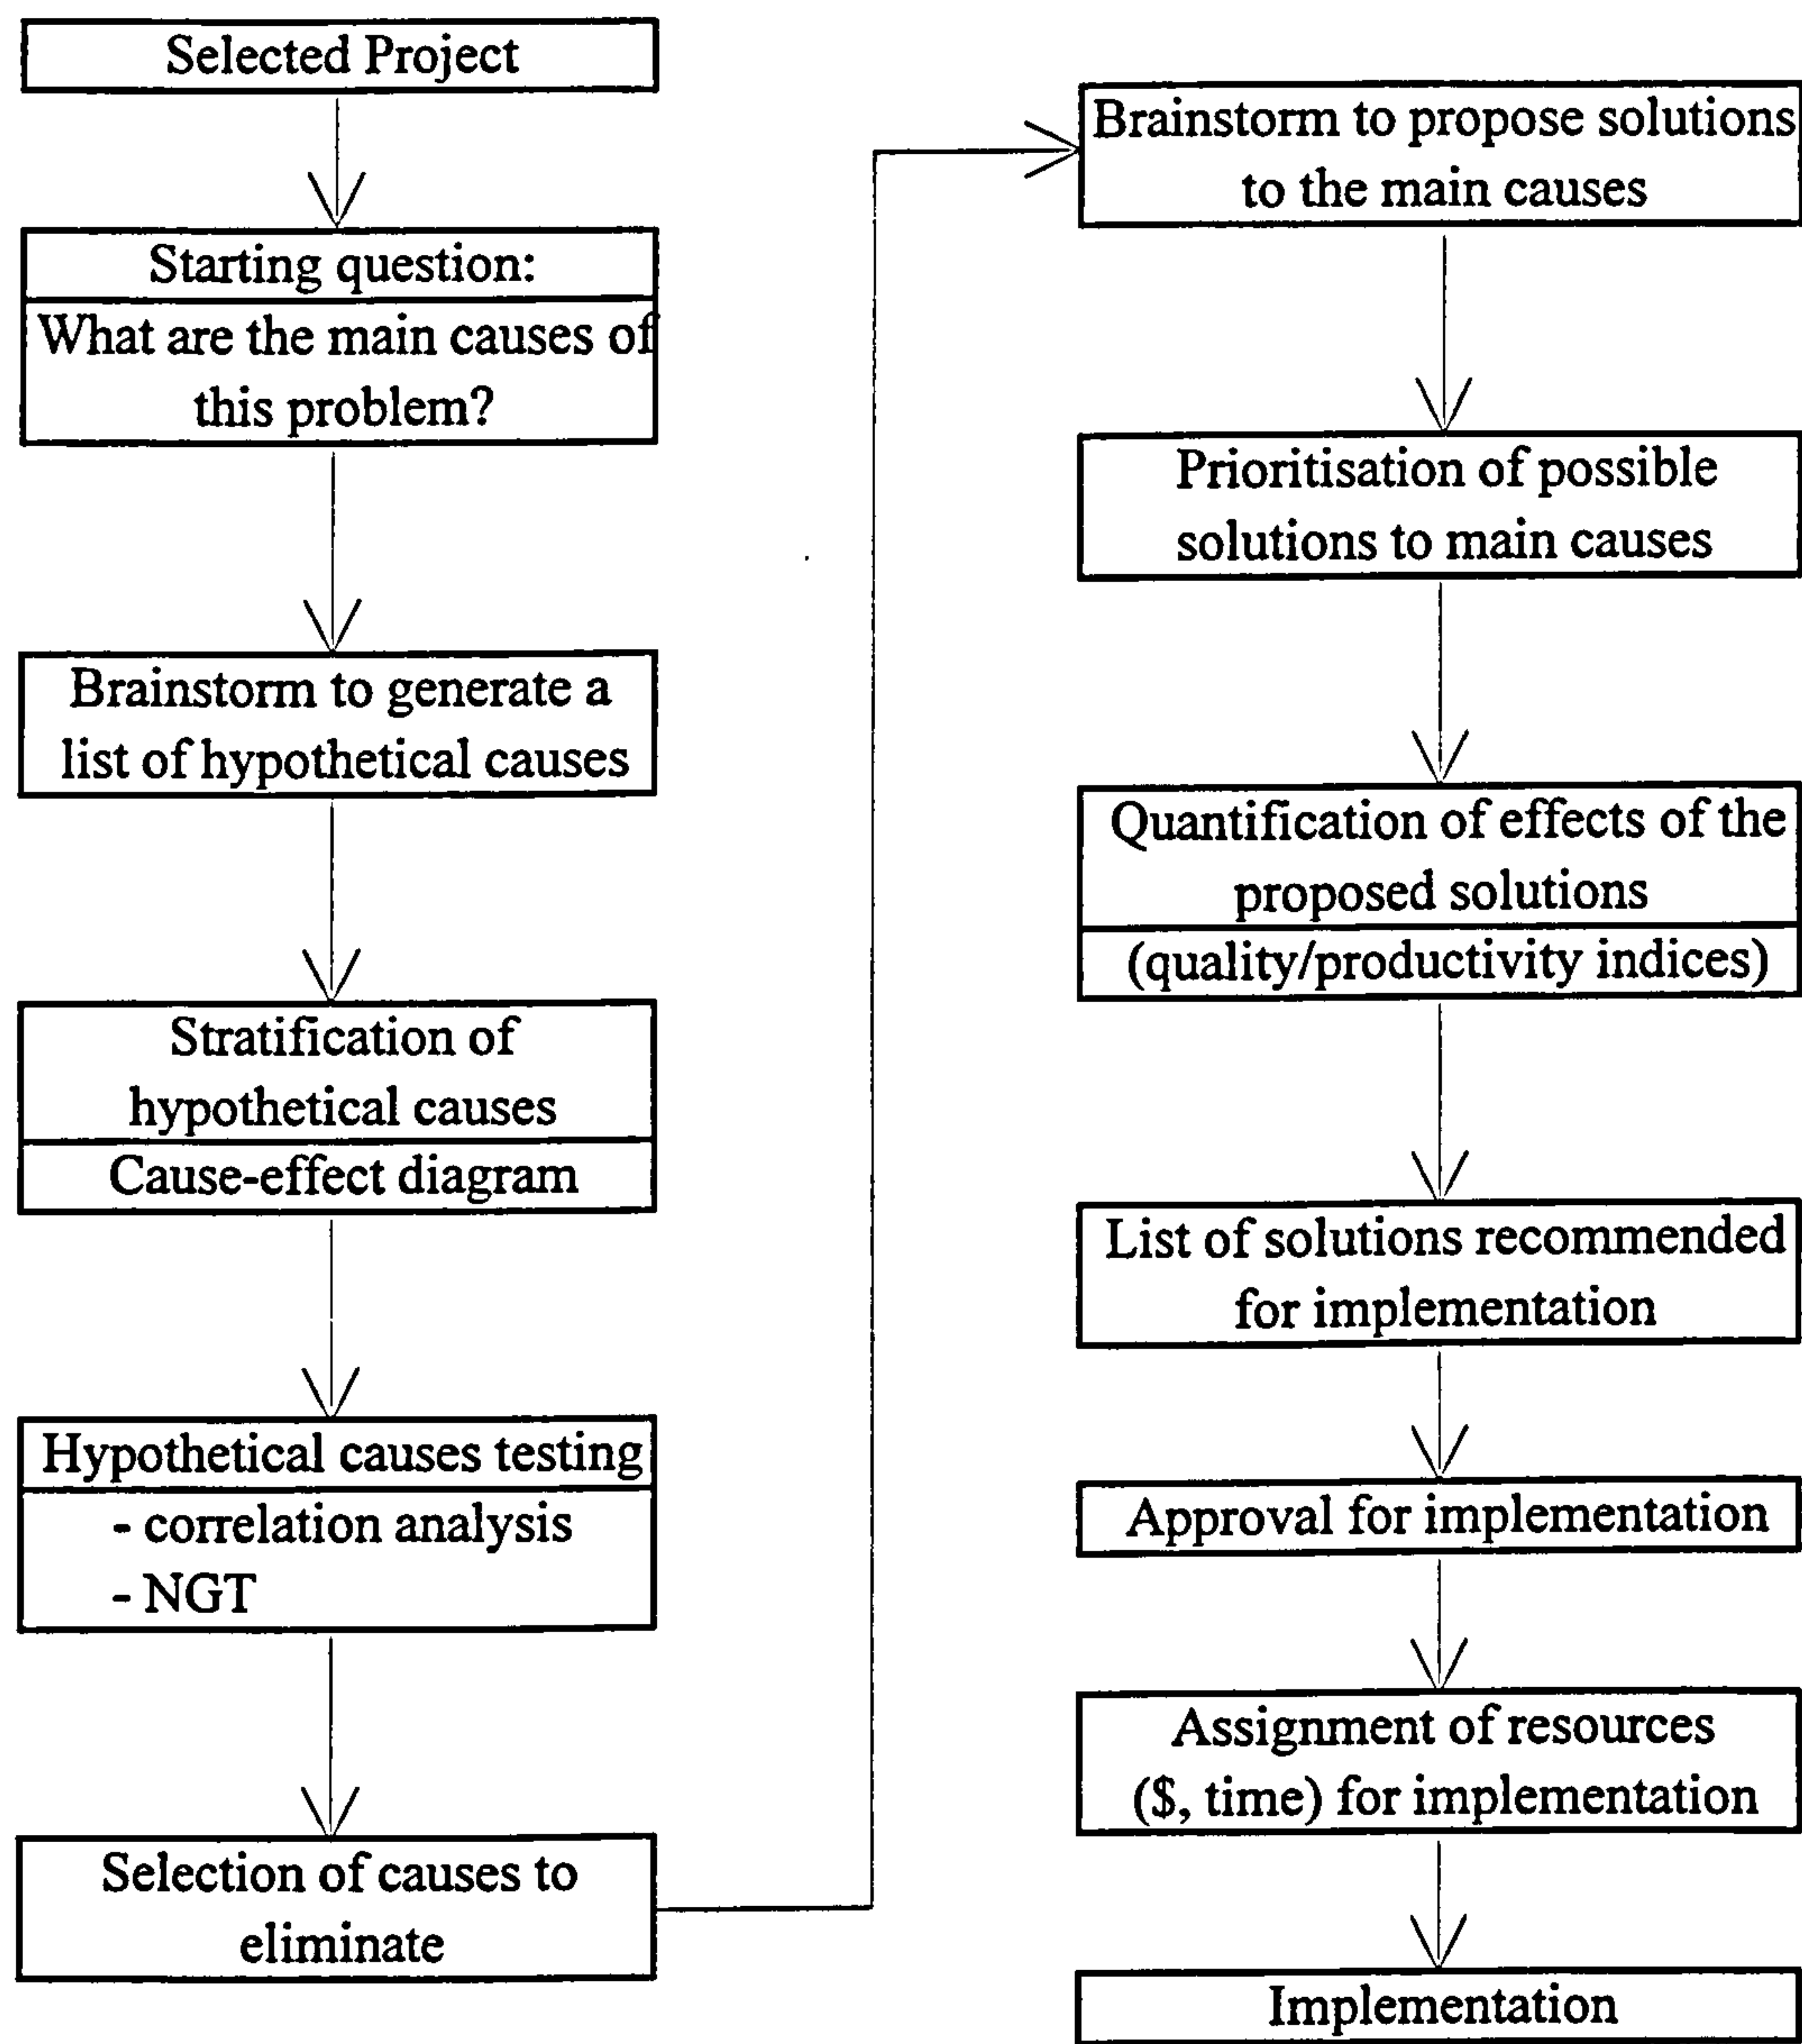 Selected Project
Starting question:
What are the main causes of
this problem?
Brainstorm to generate a
list of hypothetical causes
Stratification of
hypothetical causes
Cause-effect diagram
Hypothetical causes testing
- correlation analysis
- NGT
Selection of causes to
eliminate
Brainstorm to propose solutions
to the main causes
Prioritisation of possible
solutions to main causes
Quantification of effects of the
proposed solutions
(quality/productivity indices)
List of solutions recommended
for implementation
Approval for implementation
Assignment of resources
($, time) for implementation
Implementation